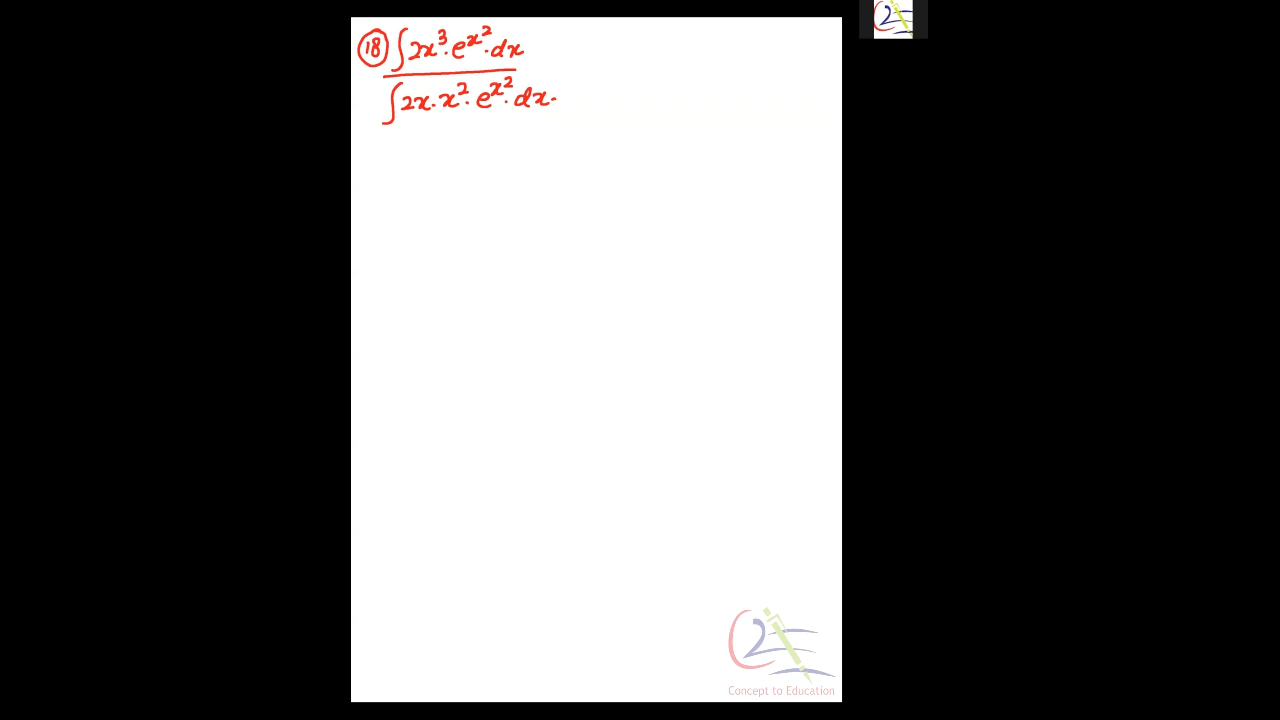 ⑱ ∫2x³·e^x²·dx
∫2x·x²·e^x²·dx.
Concept to Education